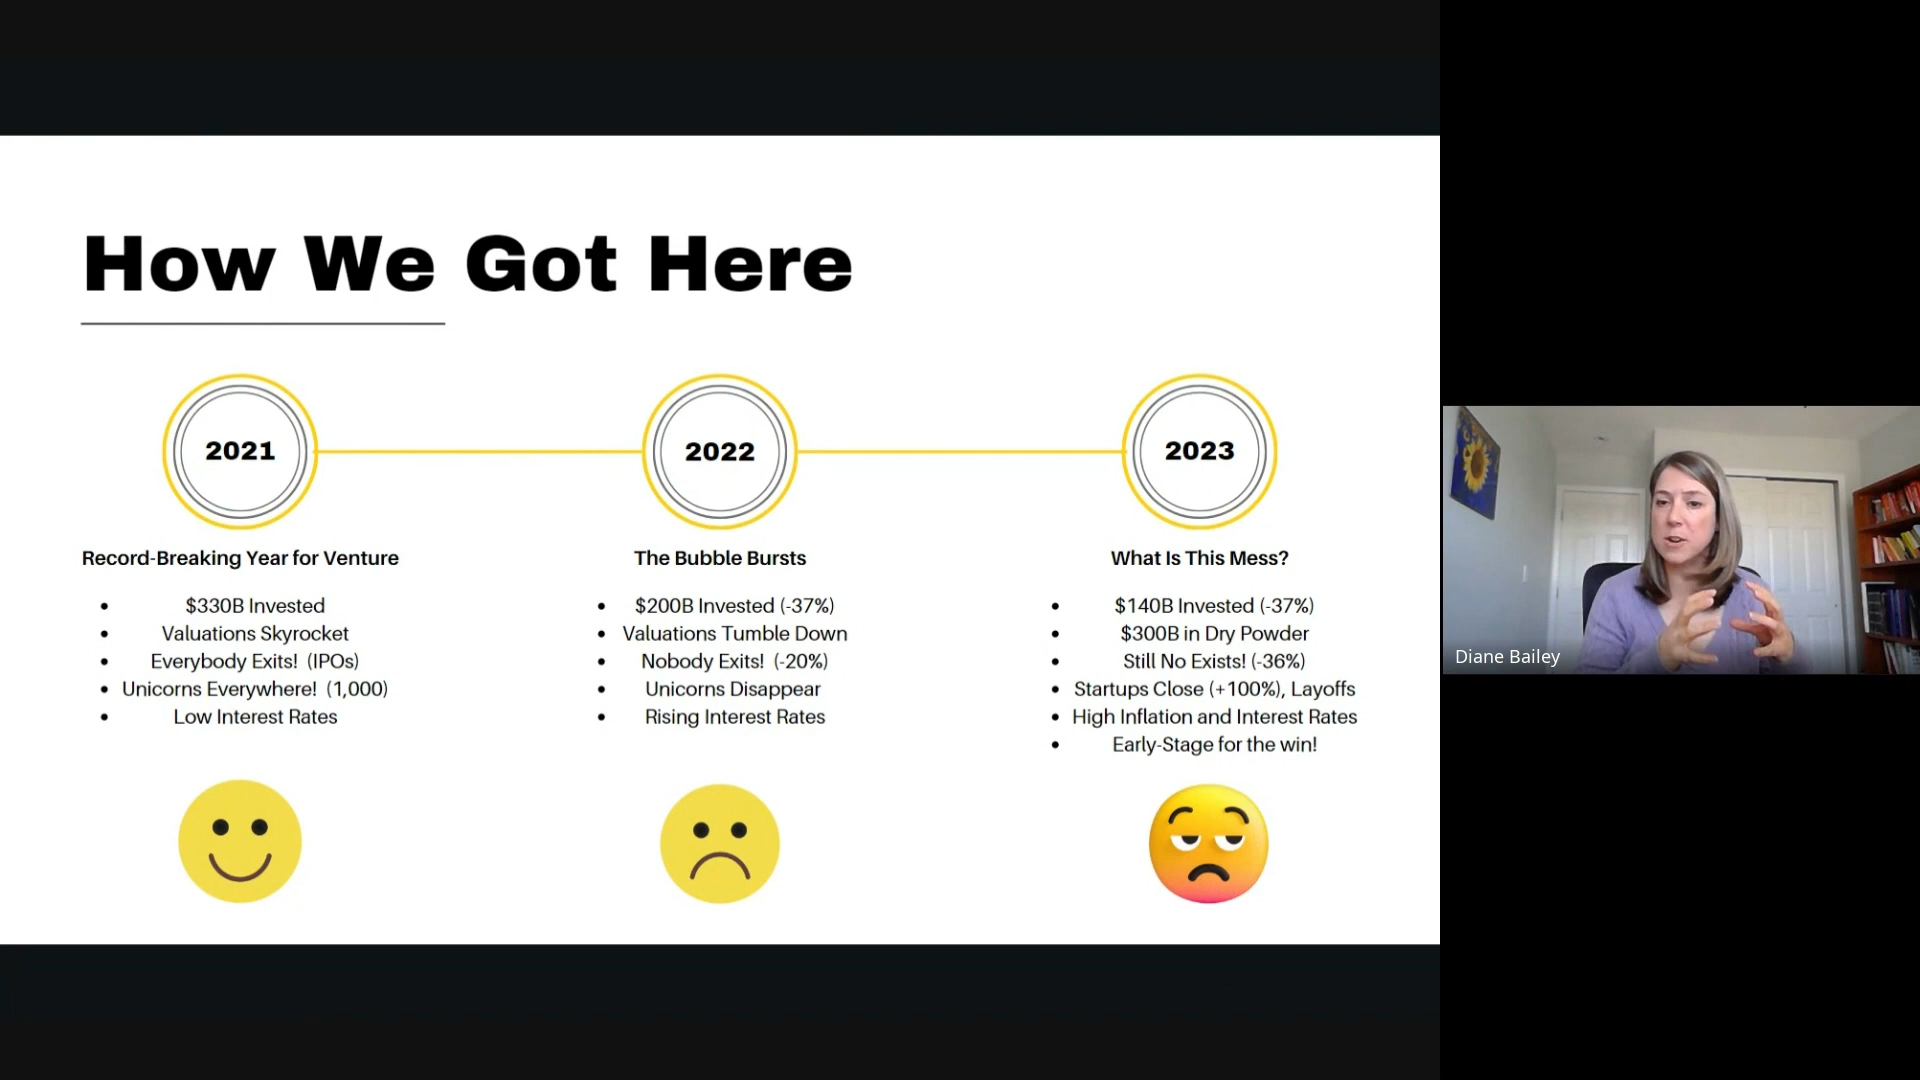 How We Got Here
2021
2022
2023
Record-Breaking Year for Venture
• $330B Invested
• Valuations Skyrocket
• Everybody Exits! (IPOs)
• Unicorns Everywhere! (1,000)
• Low Interest Rates
The Bubble Bursts
• $200B Invested (-37%)
• Valuations Tumble Down
• Nobody Exits! (-20%)
• Unicorns Disappear
• Rising Interest Rates
What Is This Mess?
• $140B Invested (-37%)
• $300B in Dry Powder
• Still No Exists! (-36%)
• Startups Close (+100%), Layoffs
• High Inflation and Interest Rates
• Early-Stage for the win!
Diane Bailey